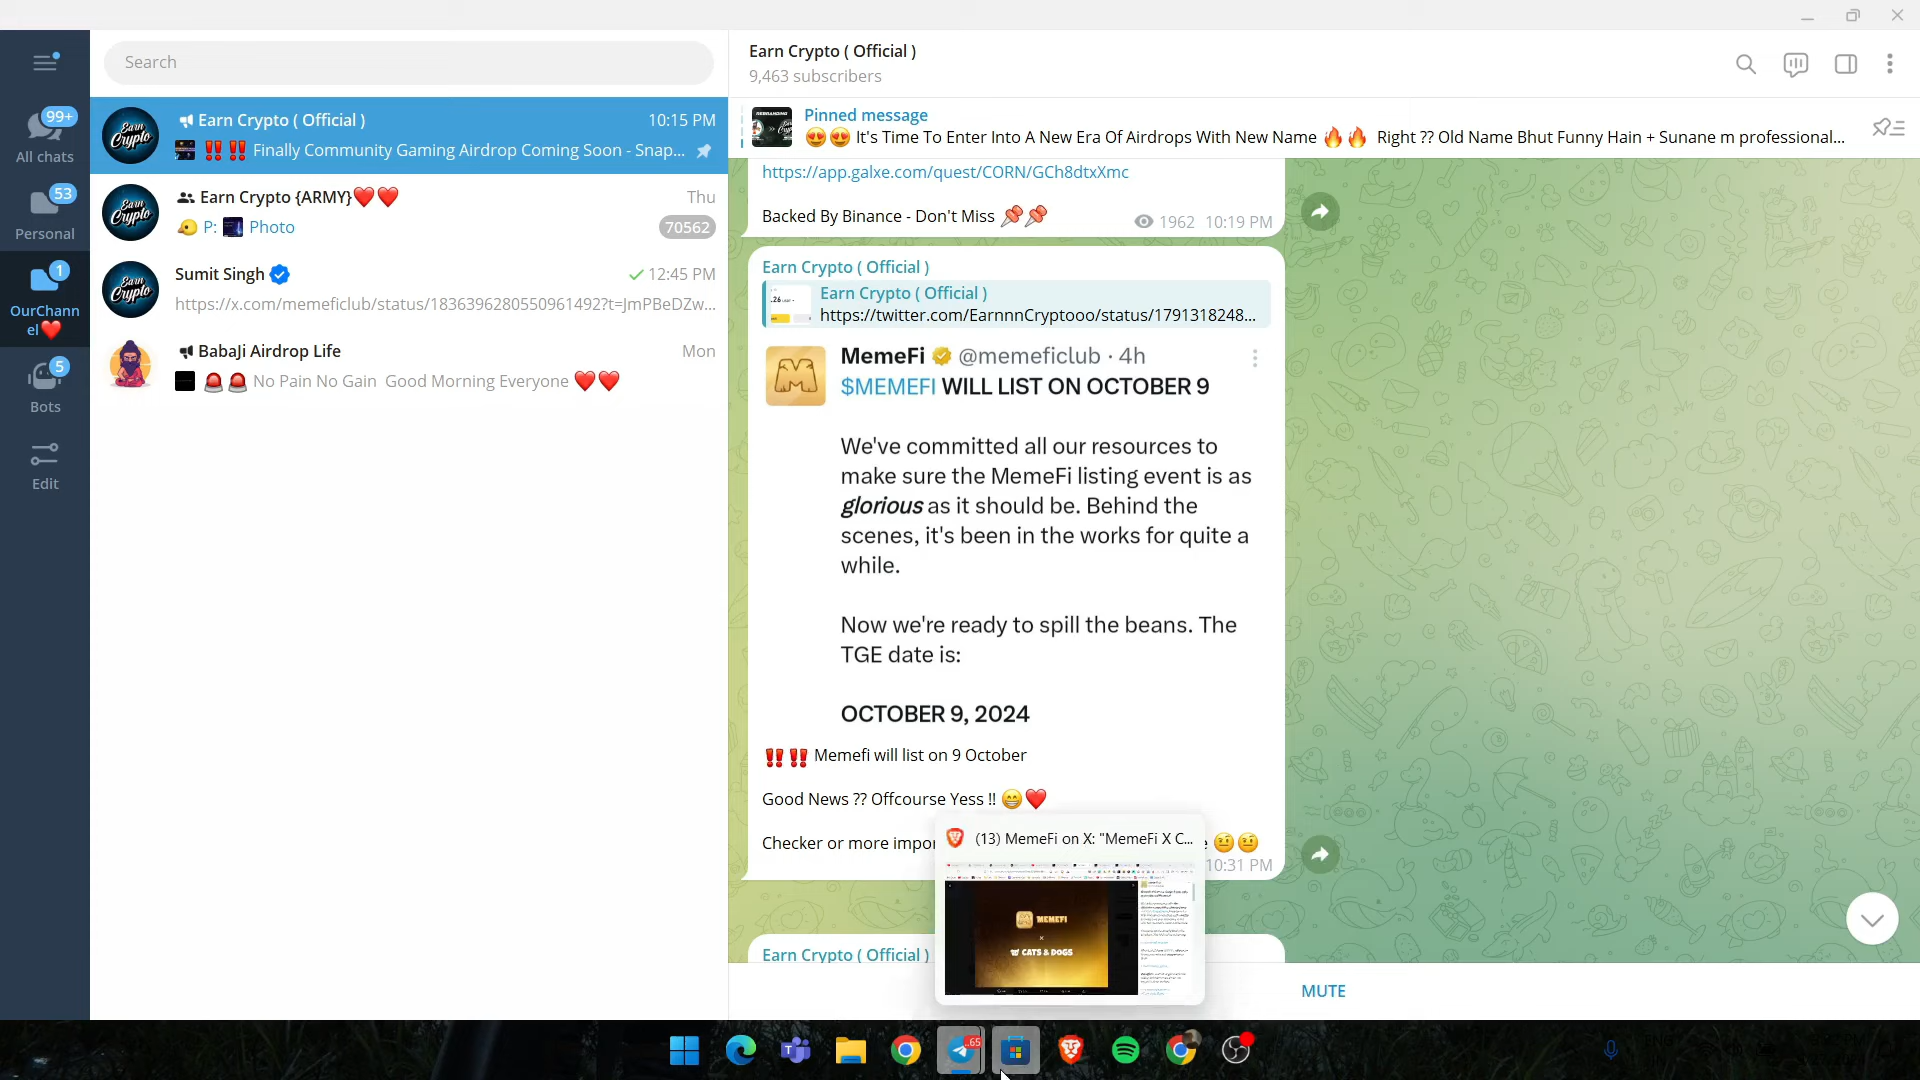 Search
99+
All chats
53
Personal
1
OurChann
el❤️
5
Bots
Edit
Earn Crypto ( Official )
10:15 PM
‼️ ‼️ Finally Community Gaming Airdrop Coming Soon - Snap...
Earn Crypto {ARMY}❤️❤️
Thu
P: Photo
70562
Sumit Singh
12:45 PM
https://x.com/memeficlub/status/1836396280550961492?t=JmPBeDZw...
BabaJi Airdrop Life
Mon
🚨 🚨 No Pain No Gain Good Morning Everyone ❤️❤️
Earn Crypto ( Official )
9,463 subscribers
Pinned message
😍😍 It's Time To Enter Into A New Era Of Airdrops With New Name 🔥🔥 Right ?? Old Name Bhut Funny Hain + Sunane m professional...
https://app.galxe.com/quest/CORN/GCh8dtxXmc
Backed By Binance - Don't Miss 📌📌
1962 10:19 PM
Earn Crypto ( Official )
Earn Crypto ( Official )
https://twitter.com/EarnnnCryptooo/status/1791318248...
MemeFi @memeficlub · 4h
$MEMEFI WILL LIST ON OCTOBER 9
We've committed all our resources to
make sure the MemeFi listing event is as
glorious as it should be. Behind the
scenes, it's been in the works for quite a
while.
Now we're ready to spill the beans. The
TGE date is:
OCTOBER 9, 2024
‼️ ‼️ Memefi will list on 9 October
Good News ?? Offcourse Yess !! 😁❤️
Checker or more impor
10:31 PM
(13) MemeFi on X: "MemeFi X C...
MEMEFI
×
CATS & DOGS
Earn Crypto ( Official )
MUTE